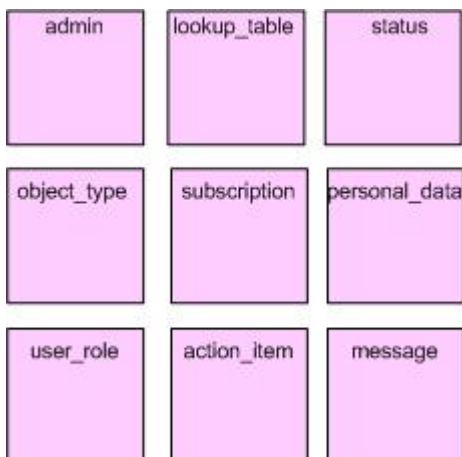 admin
lookup_table
status
object_type
subscription
personal_data
user_role
action_item
message